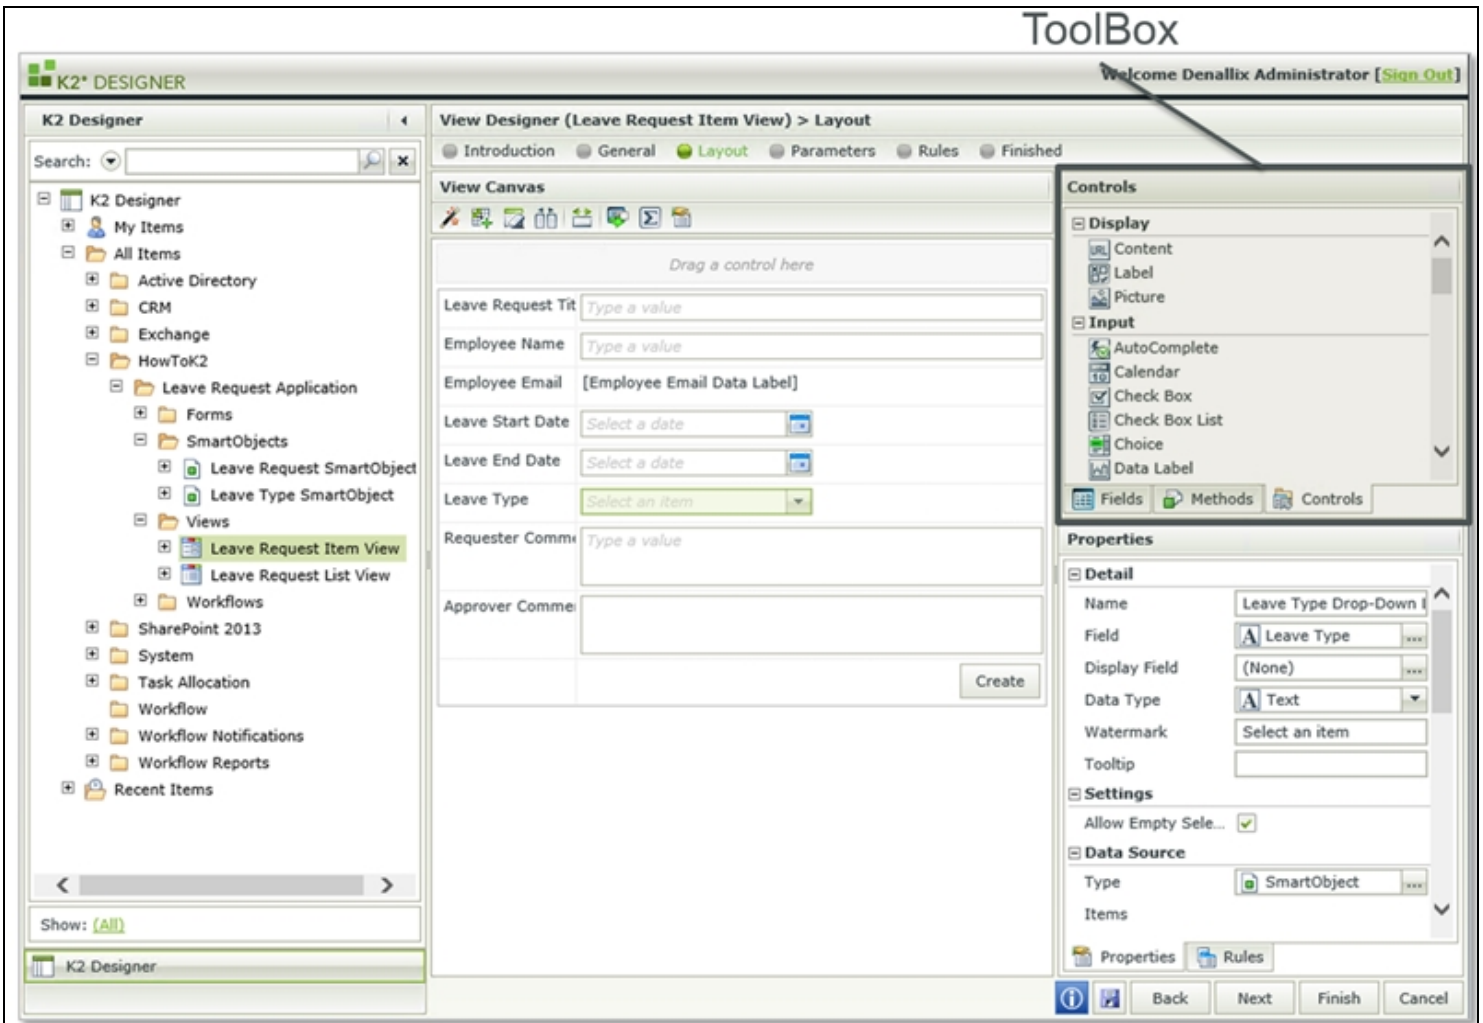 ToolBox
K2* DESIGNER
Welcome Denallix Administrator [Sign Out]
K2 Designer
Search:
K2 Designer
My Items
All Items
Active Directory
CRM
Exchange
HowToK2
Leave Request Application
Forms
SmartObjects
Leave Request SmartObject
Leave Type SmartObject
Views
Leave Request Item View
Leave Request List View
Workflows
SharePoint 2013
System
Task Allocation
Workflow
Workflow Notifications
Workflow Reports
Recent Items
Show: (All)
K2 Designer
View Designer (Leave Request Item View) > Layout
Introduction General Layout Parameters Rules Finished
View Canvas
Drag a control here
Leave Request Tit Type a value
Employee Name Type a value
Employee Email [Employee Email Data Label]
Leave Start Date Select a date
Leave End Date Select a date
Leave Type Select an item
Requester Comme Type a value
Approver Comme
Create
Controls
Display
URL Content
Label
Picture
Input
AutoComplete
10 Calendar
Check Box
Check Box List
Choice
Data Label
Fields Methods Controls
Properties
Detail
Name Leave Type Drop-Down L
Field A Leave Type ...
Display Field (None) ...
Data Type A Text
Watermark Select an item
Tooltip
Settings
Allow Empty Sele...
Data Source
Type SmartObject ...
Items
Properties Rules
Back Next Finish Cancel